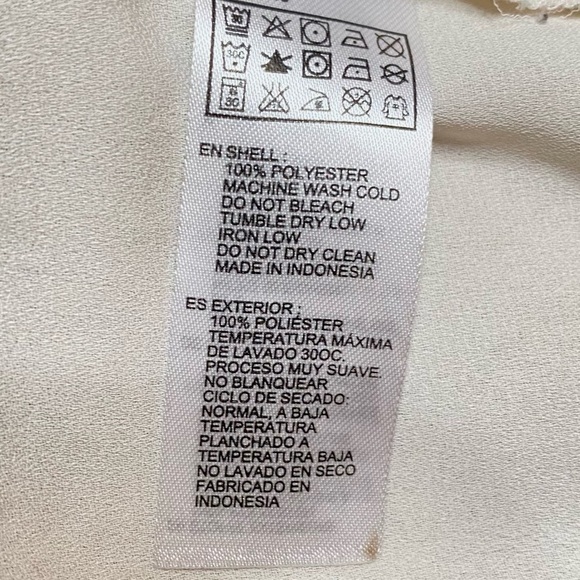 EN SHELL :
100% POLYESTER
MACHINE WASH COLD
DO NOT BLEACH
TUMBLE DRY LOW
IRON LOW
DO NOT DRY CLEAN
MADE IN INDONESIA
ES EXTERIOR :
100% POLIÉSTER
TEMPERATURA MÁXIMA
DE LAVADO 30OC.
PROCESO MUY SUAVE.
NO BLANQUEAR
CICLO DE SECADO:
NORMAL, A BAJA
TEMPERATURA
PLANCHADO A
TEMPERATURA BAJA
NO LAVADO EN SECO
FABRICADO EN
INDONESIA